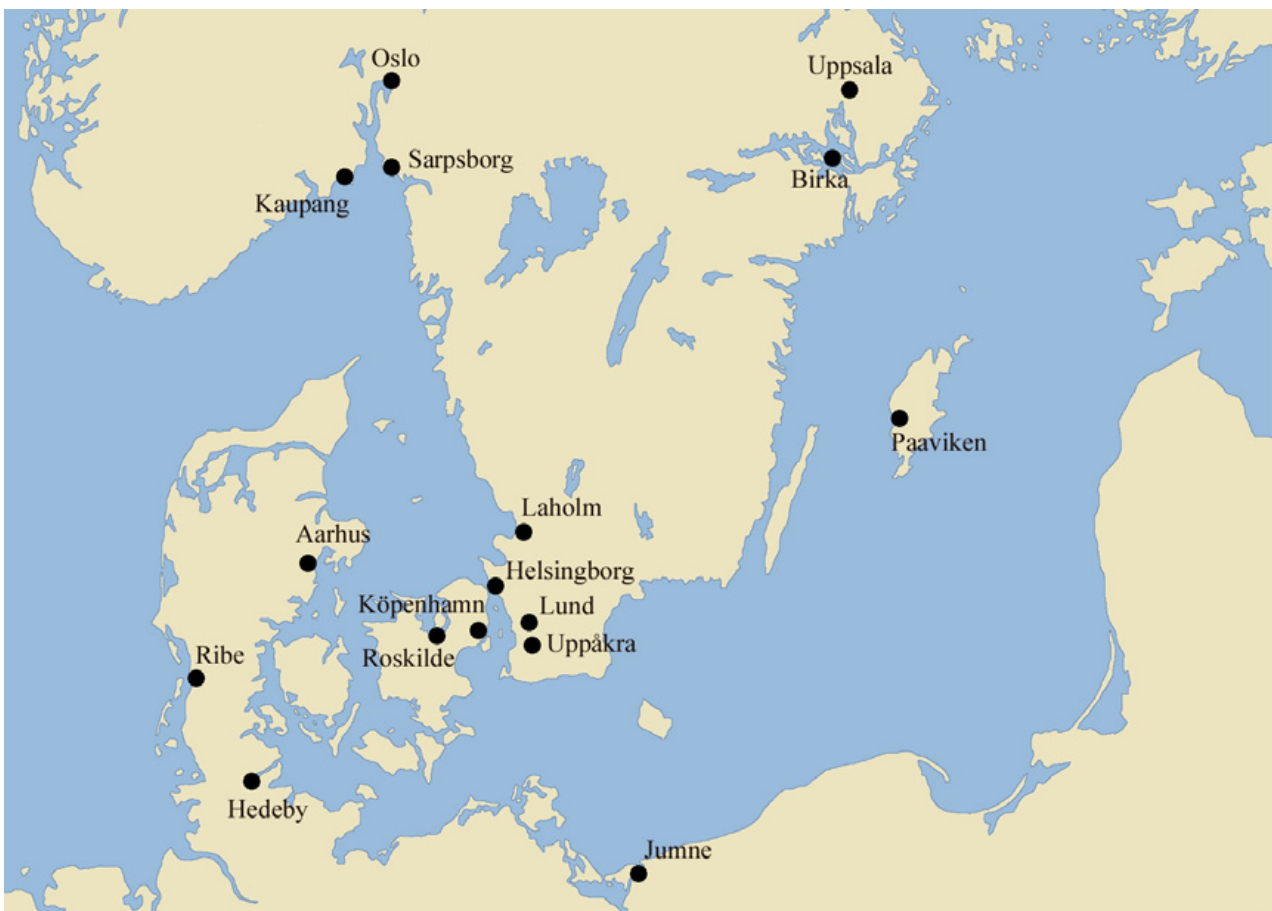 Oslo
Uppsala
Sarpsborg
Birka
Kaupang
Paaviken
Laholm
Aarhus
Helsingborg
Köpenhamn
Lund
Uppåkra
Roskilde
Ribe
Hedeby
Jumne